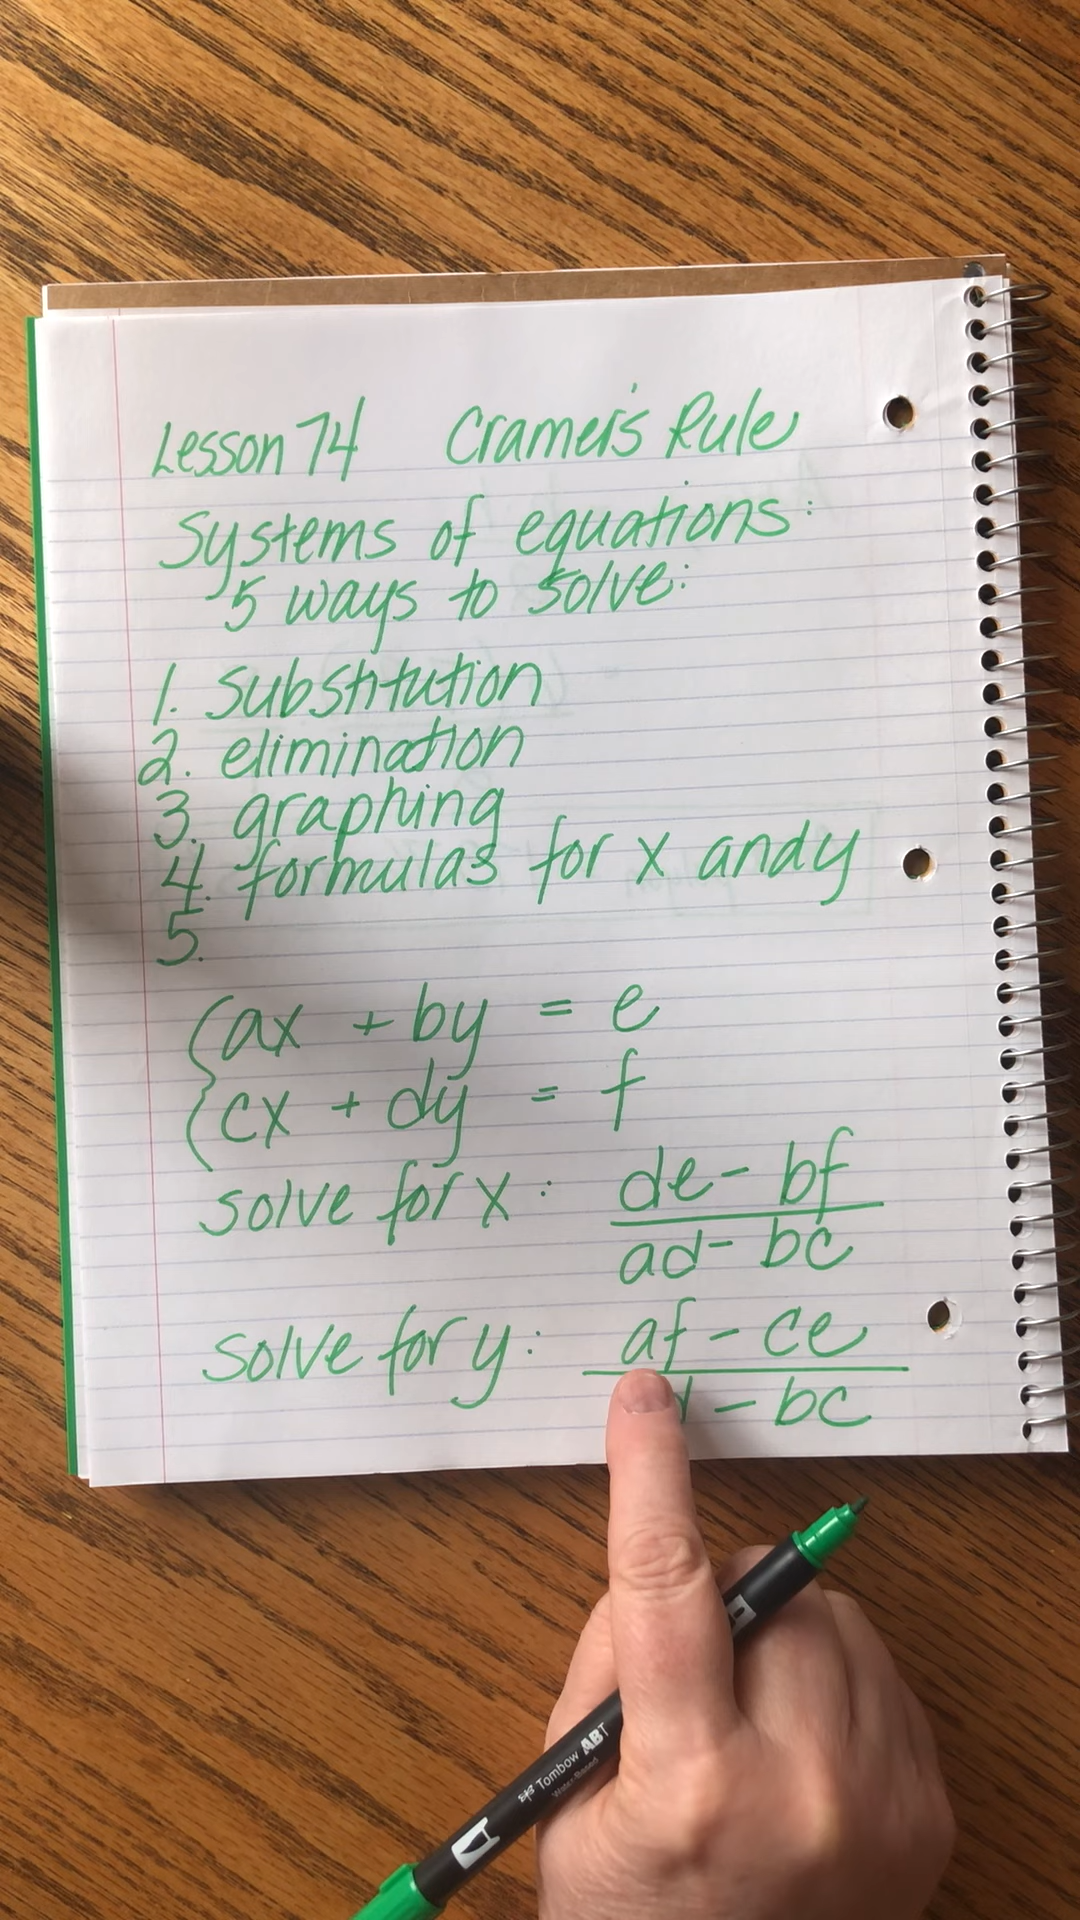 Lesson 74 Cramer's Rule
Systems of equations:
5 ways to solve:
1. substitution
2. elimination
3. graphing
4. formulas for x and y
5.
ax + by = e
cx + dy = f
solve for x: de - bf
ad - bc
solve for y: af - ce
d - bc
Tombow ABT
Water-Based